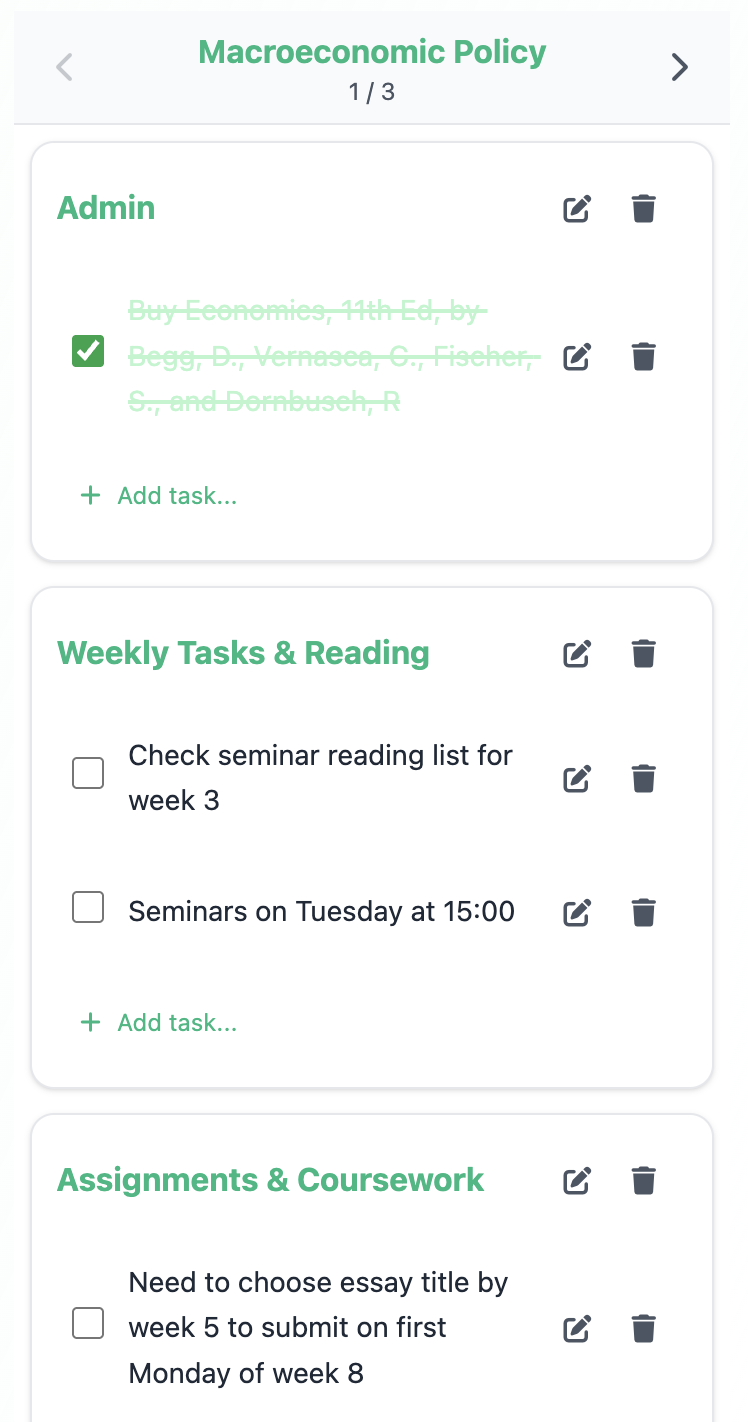 Macroeconomic Policy
1 / 3
Admin
Buy Economics, 11th Ed, by
Begg, D., Vernasca, C., Fischer,
S., and Dornbusch, R
+ Add task...
Weekly Tasks & Reading
Check seminar reading list for
week 3
Seminars on Tuesday at 15:00
+ Add task...
Assignments & Coursework
Need to choose essay title by
week 5 to submit on first
Monday of week 8